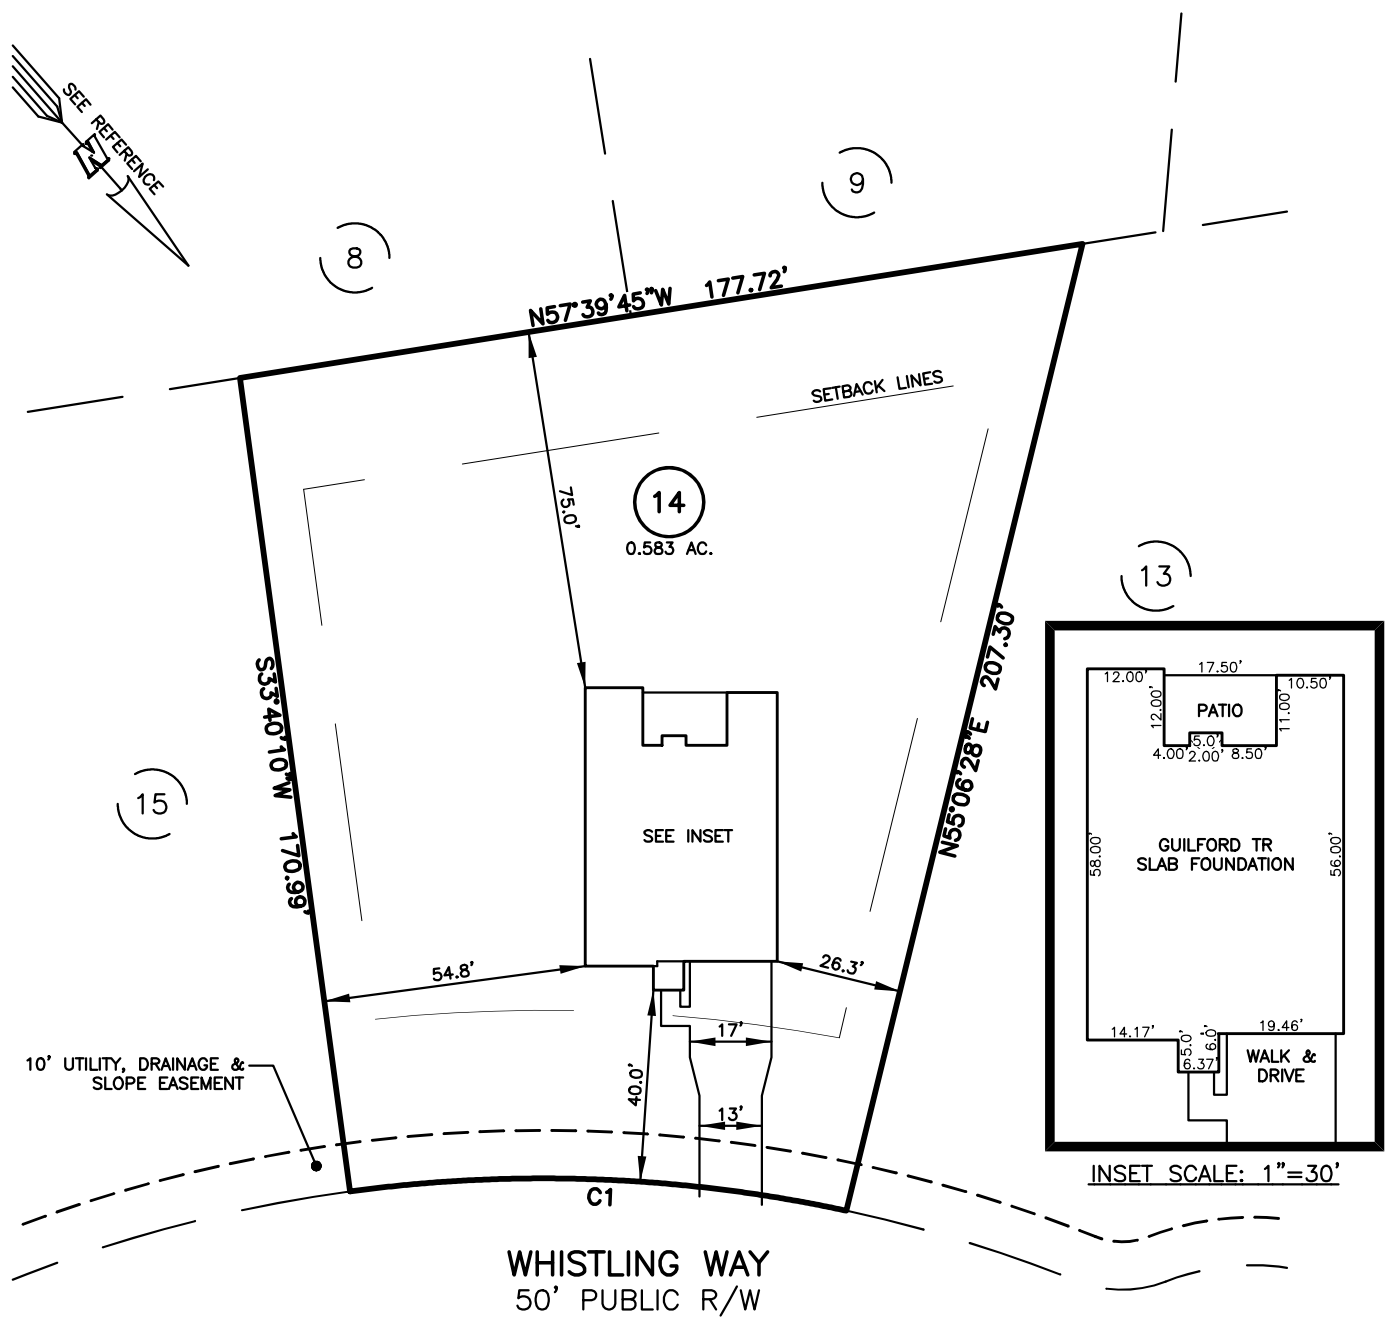 SEE REFERENCE
N
8
9
N57°39'45"W 177.72'
SETBACK LINES
75.0'
14
0.583 AC.
13
N55°06'28"E 207.30'
S33°40'10"W 170.99'
15
SEE INSET
54.8'
26.3'
17'
40.0'
13'
10' UTILITY, DRAINAGE &
SLOPE EASEMENT
C1
WHISTLING WAY
50' PUBLIC R/W
12.00'
17.50'
10.50'
12.00'
PATIO
11.00'
5.0'
4.00'
2.00'
8.50'
58.00'
GUILFORD TR
SLAB FOUNDATION
56.00'
14.17'
5.0'
6.0'
19.46'
6.37'
WALK &
DRIVE
INSET SCALE: 1"=30'